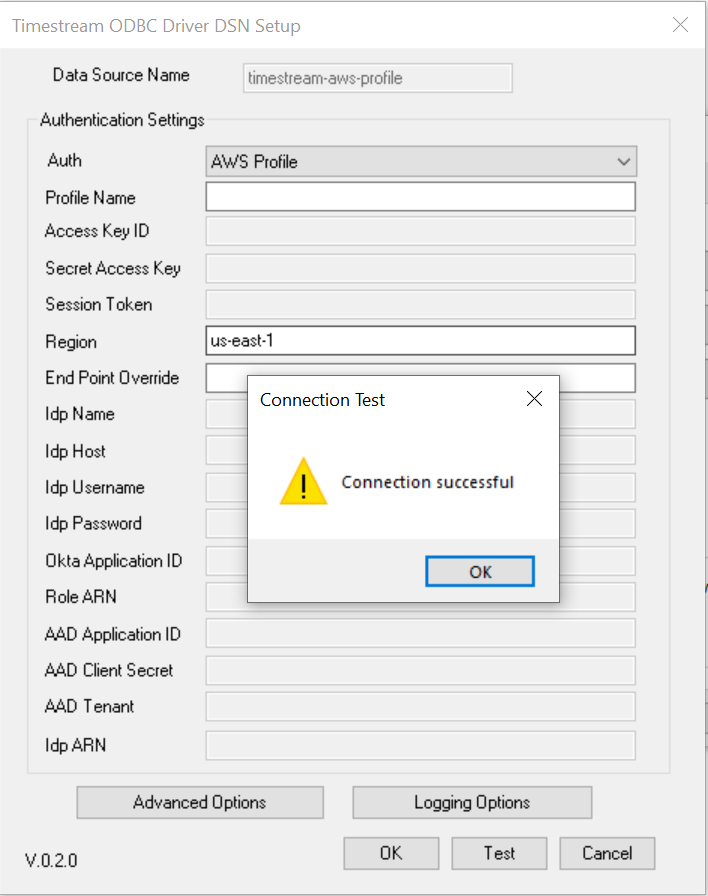 Timestream ODBC Driver DSN Setup
Data Source Name timestream-aws-profile
Authentication Settings
Auth AWS Profile
Profile Name
Access Key ID
Secret Access Key
Session Token
Region us-east-1
End Point Override
Connection Test
Idp Name
Idp Host
Connection successful
Idp Username
Idp Password
Okta Application ID
OK
Role ARN
AAD Application ID
AAD Client Secret
AAD Tenant
Idp ARN
Advanced Options Logging Options
V.0.2.0 OK Test Cancel